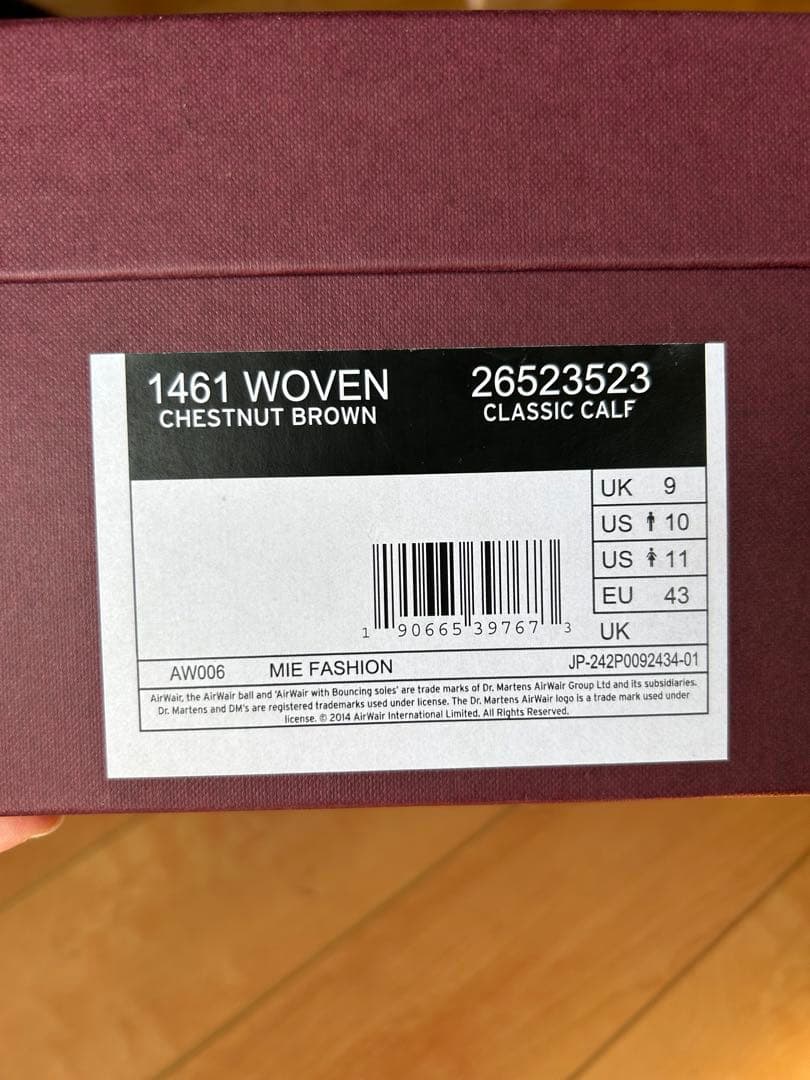 1461 WOVEN 26523523
CHESTNUT BROWN CLASSIC CALF
UK 9
US 10
US 11
EU 43
UK
1 90665 39767 3
AW006 MIE FASHION JP-242P0092434-01
AirWair, the AirWair ball and 'AirWair with Bouncing soles' are trade marks of Dr. Martens AirWair Group Ltd and its subsidiaries.
Dr. Martens and DM's are registered trademarks used under license. The Dr. Martens AirWair logo is a trade mark used under
license. © 2014 AirWair International Limited. All Rights Reserved.